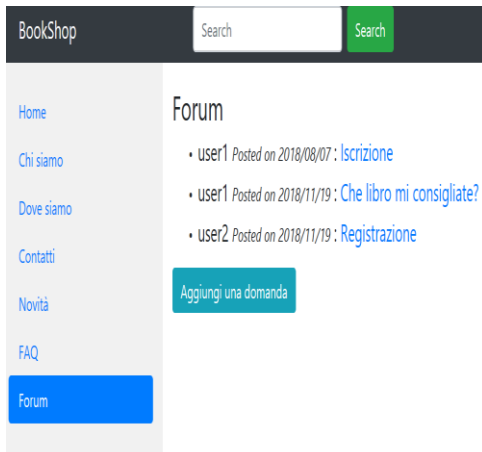 BookShop Search Search
Home
Chi siamo
Dove siamo
Contatti
Novità
FAQ
Forum
Forum
• user1 Posted on 2018/08/07 : Iscrizione
• user1 Posted on 2018/11/19 : Che libro mi consigliate?
• user2 Posted on 2018/11/19 : Registrazione
Aggiungi una domanda